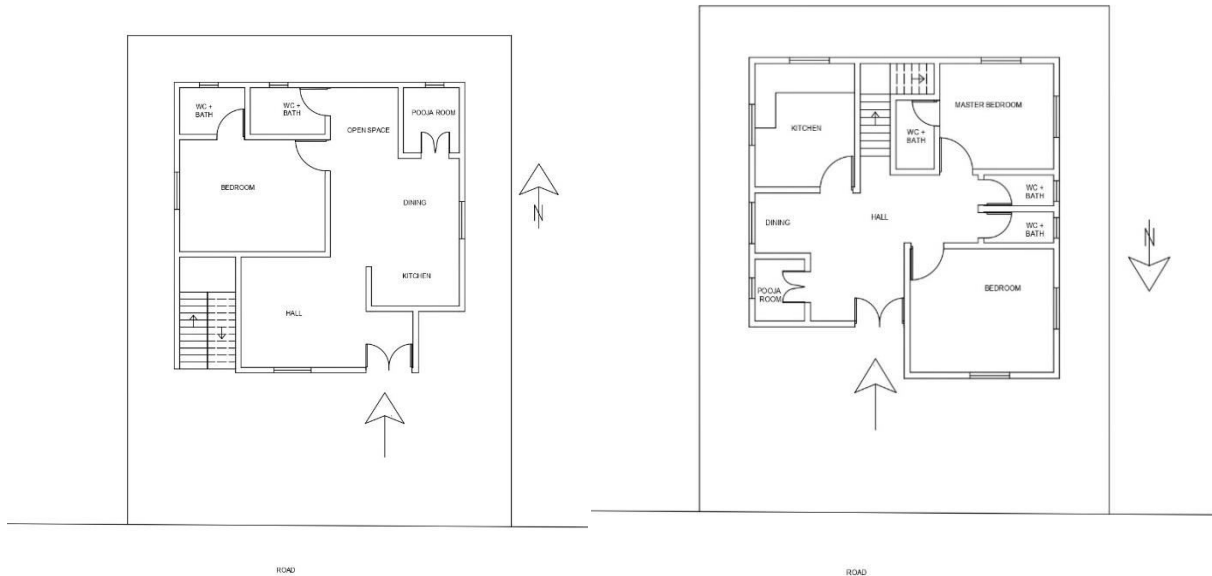 WC +
BATH
WC +
BATH
POOJA ROOM
OPEN SPACE
BEDROOM
DINING
N
KITCHEN
HALL
ROAD
MASTER BEDROOM
KITCHEN
WC +
BATH
WC +
BATH
DINING
HALL
WC +
BATH
N
POOJA
ROOM
BEDROOM
ROAD